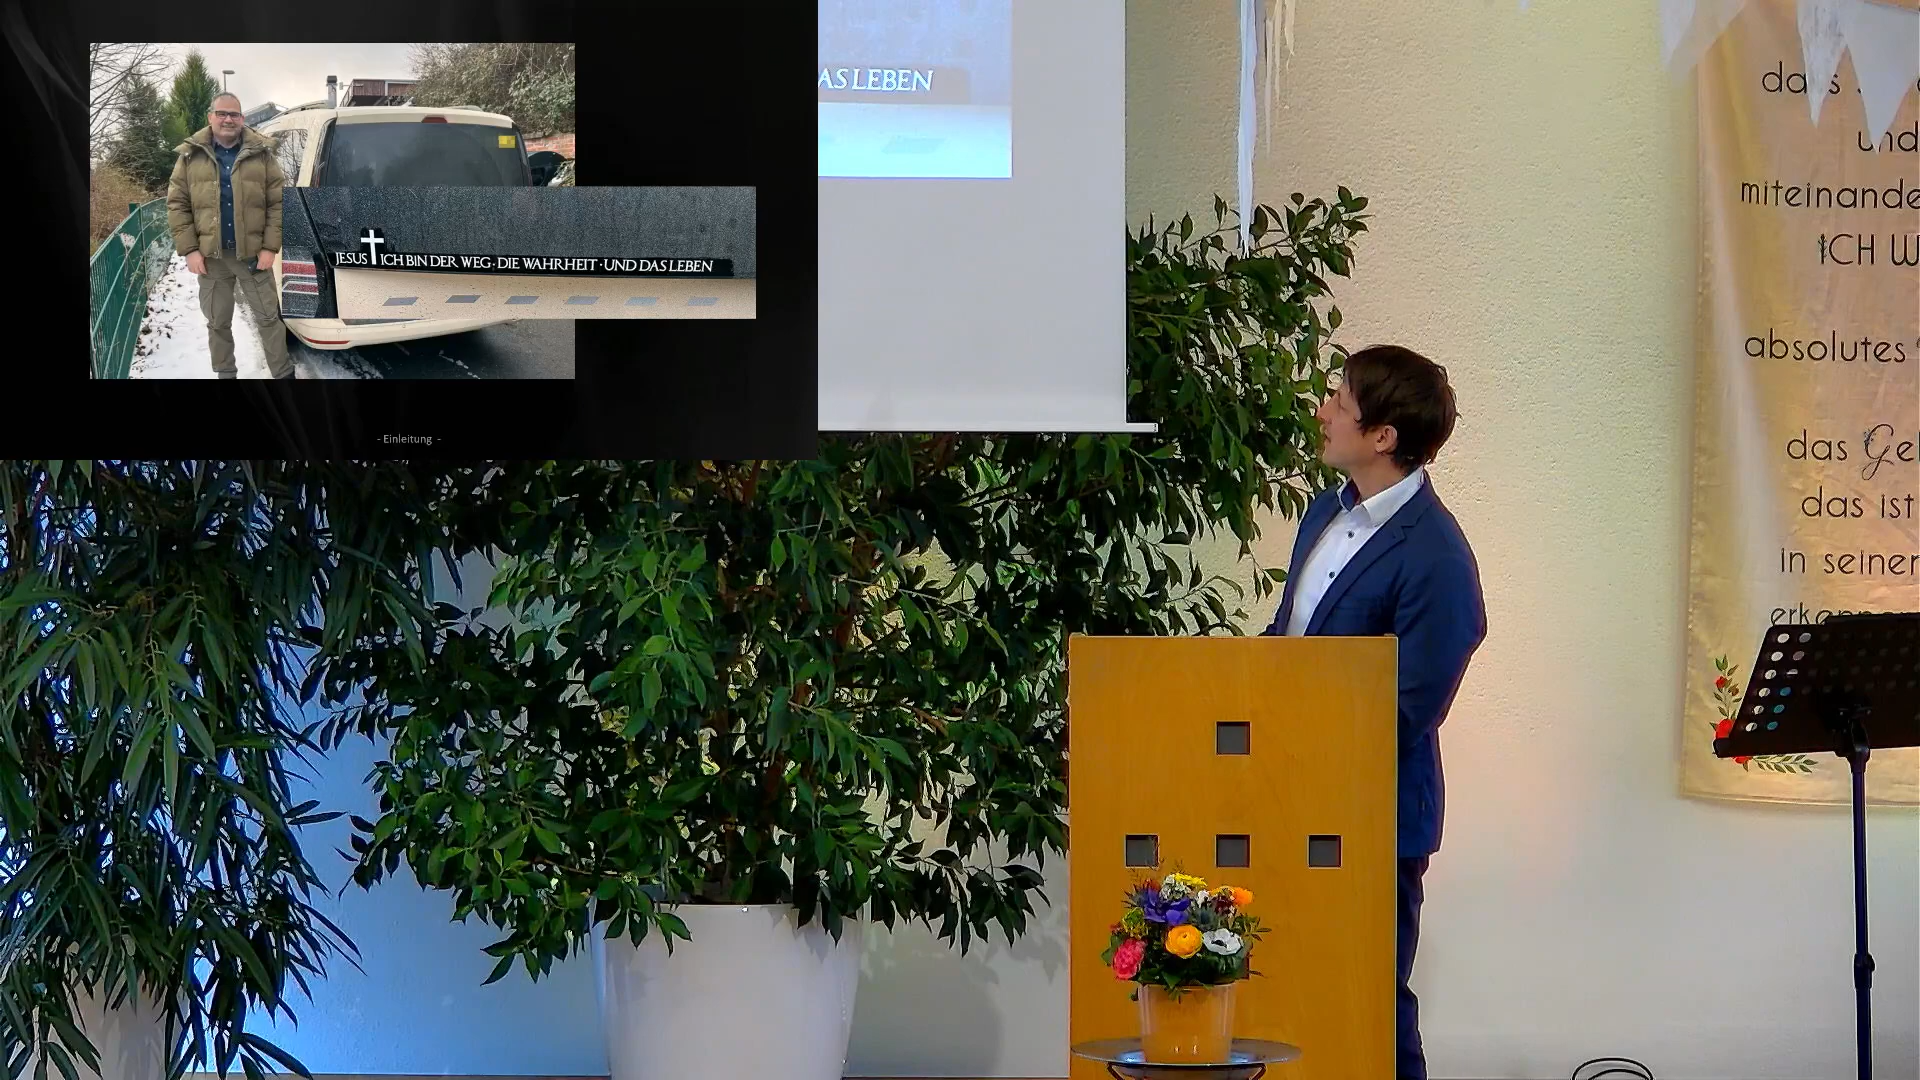 JESUS ICH BIN DER WEG · DIE WAHRHEIT · UND DAS LEBEN
- Einleitung -
AS LEBEN
und
miteinande
ICH W
absolutes
das Ge
das ist
in seiner